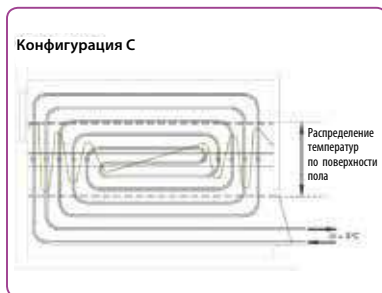 Конфигурация С
Распределение
температур
по поверхности
пола